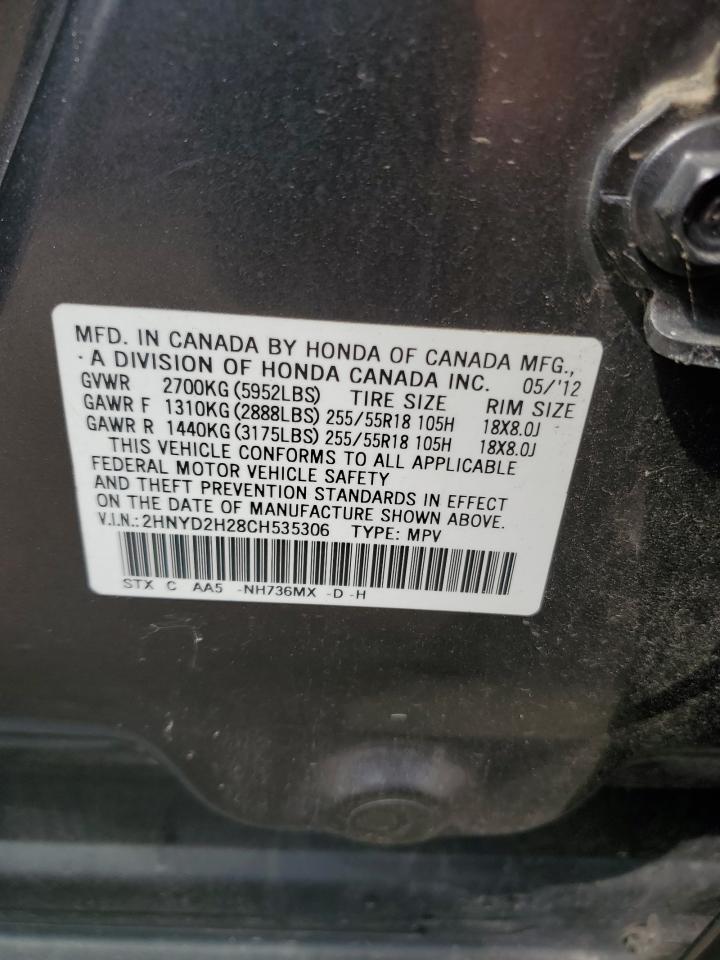 MFD. IN CANADA BY HONDA OF CANADA MFG.,
·A DIVISION OF HONDA CANADA INC. 05/'12
GVWR 2700KG(5952LBS) TIRE SIZE RIM SIZE
GAWR F 1310KG(2888LBS) 255/55R18 105H 18X8.0J
GAWR R 1440KG(3175LBS) 255/55R18 105H 18X8.0J
THIS VEHICLE CONFORMS TO ALL APPLICABLE
FEDERAL MOTOR VEHICLE SAFETY
AND THEFT PREVENTION STANDARDS IN EFFECT
ON THE DATE OF MANUFACTURE SHOWN ABOVE.
V.I.N.:2HNYD2H28CH535306 TYPE: MPV
STX C AA5 -NH736MX -D -H